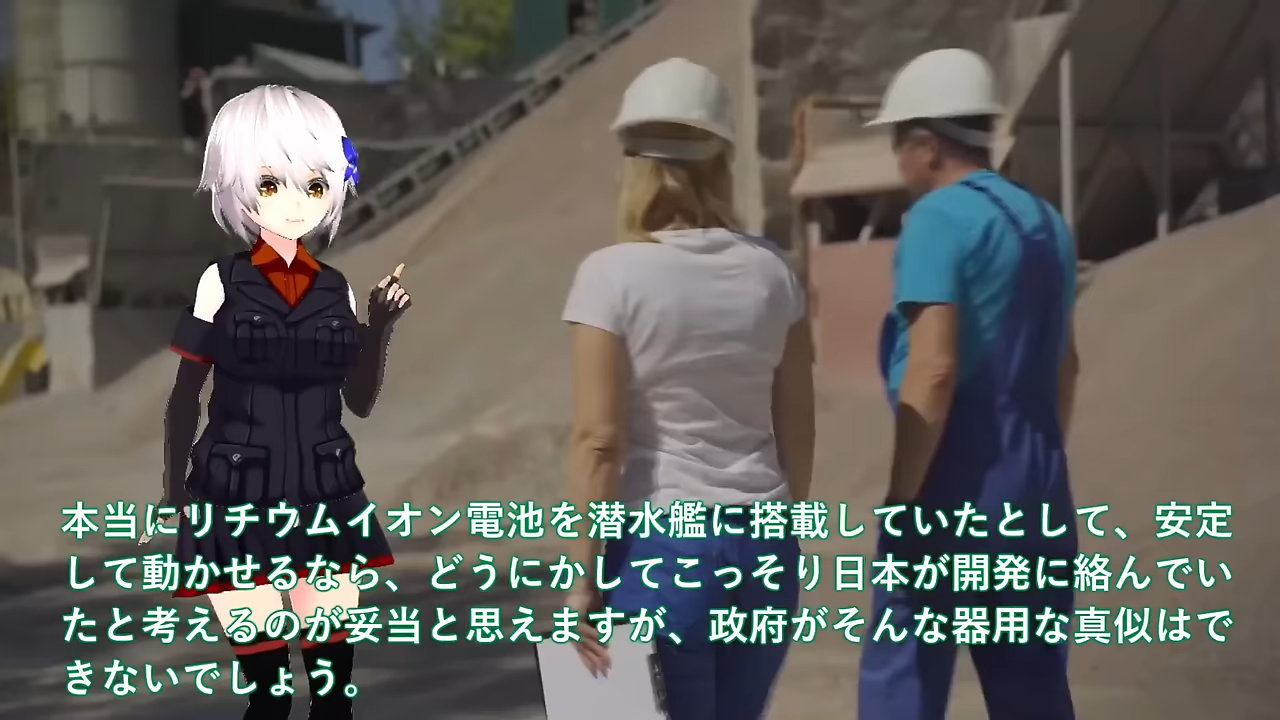 本当にリチウムイオン電池を潜水艦に搭載していたとして、安定
して動かせるなら、どうにかしてこっそり日本が開発に絡んでい
たと考えるのが妥当と思えますが、政府がそんな器用な真似はで
きないでしょう。